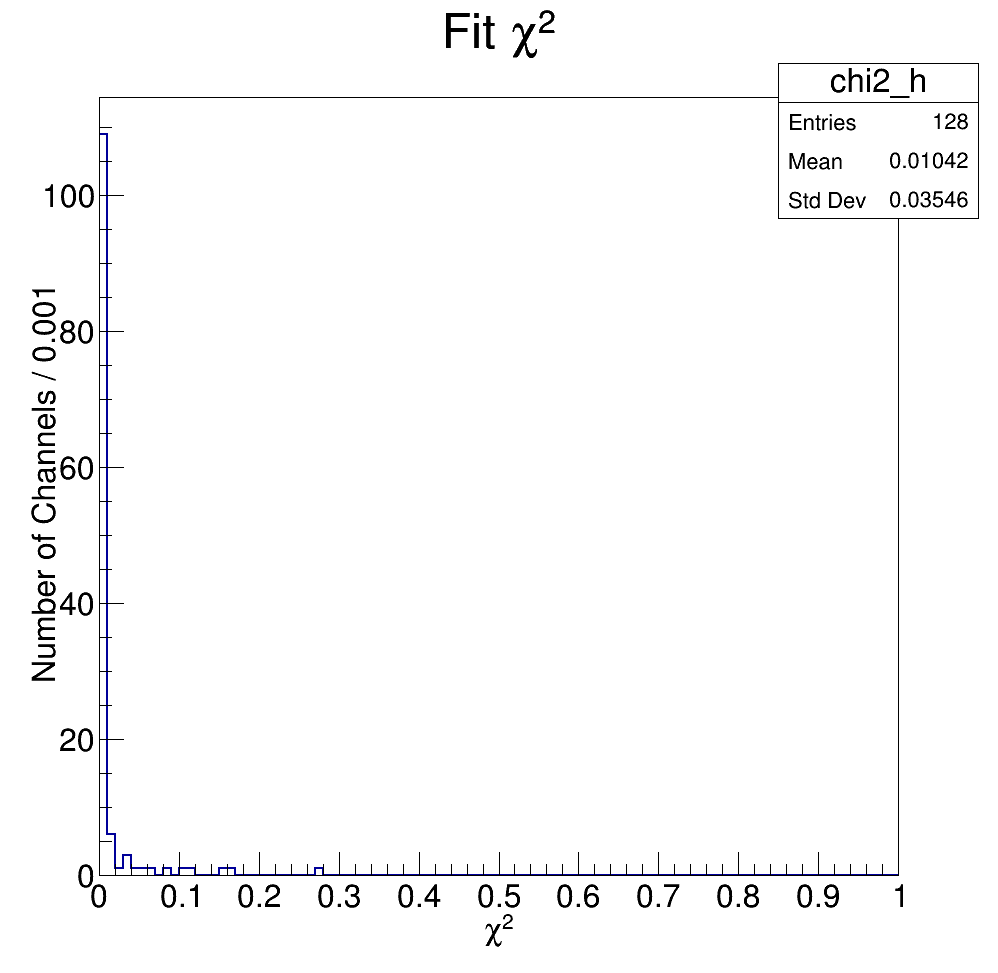 Fit χ²
chi2_h
Entries 128
Mean 0.01042
Std Dev 0.03546
Number of Channels / 0.001
100
80
60
40
20
0
0 0.1 0.2 0.3 0.4 0.5 0.6 0.7 0.8 0.9 1
χ²